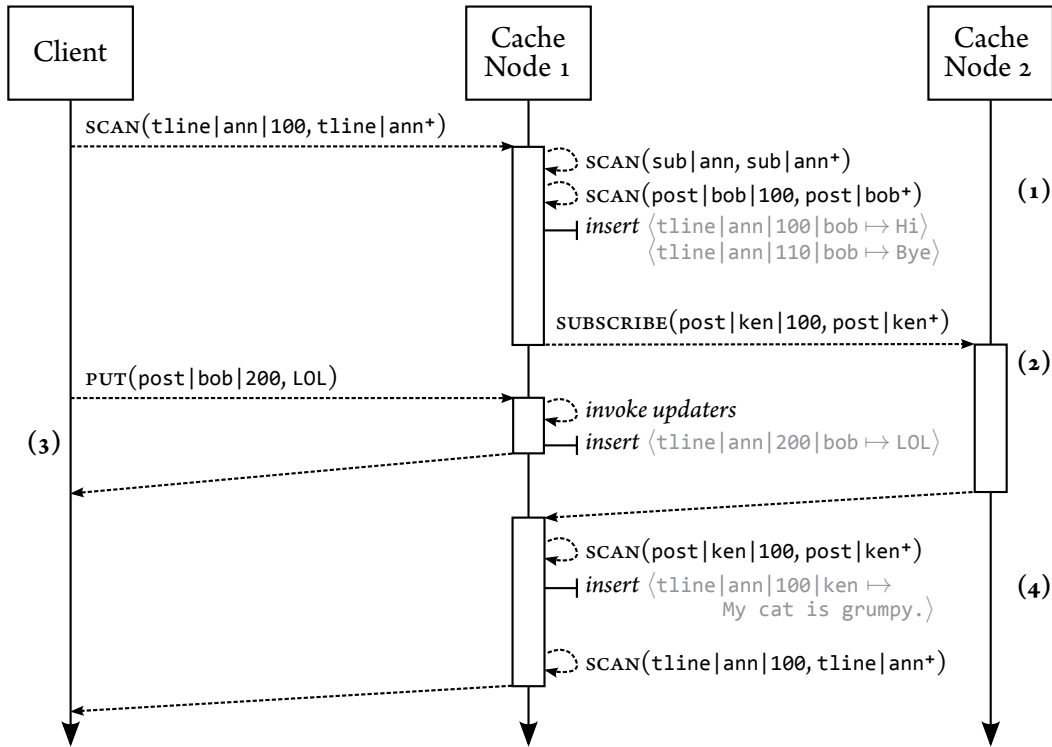 Client
Cache
Node 1
Cache
Node 2
SCAN(tline|ann|100, tline|ann⁺)
SCAN(sub|ann, sub|ann⁺)
SCAN(post|bob|100, post|bob⁺)
(1)
insert ⟨tline|ann|100|bob ↦ Hi⟩
⟨tline|ann|110|bob ↦ Bye⟩
SUBSCRIBE(post|ken|100, post|ken⁺)
(2)
PUT(post|bob|200, LOL)
invoke updaters
(3)
insert ⟨tline|ann|200|bob ↦ LOL⟩
SCAN(post|ken|100, post|ken⁺)
insert ⟨tline|ann|100|ken ↦
(4)
My cat is grumpy.⟩
SCAN(tline|ann|100, tline|ann⁺)